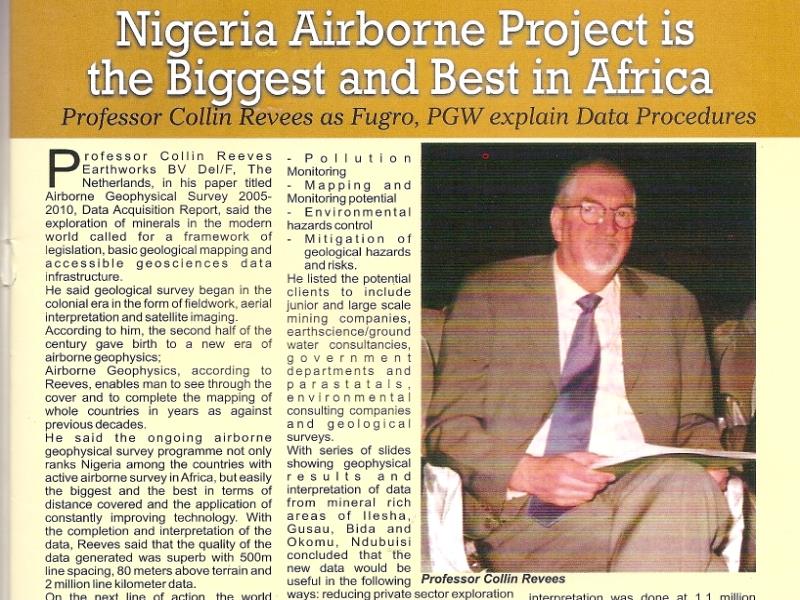 Nigeria Airborne Project is
the Biggest and Best in Africa
Professor Collin Revees as Fugro, PGW explain Data Procedures
Professor Collin Reeves
Earthworks BV Del/F, The
Netherlands, in his paper titled
Airborne Geophysical Survey 2005-
2010, Data Acquisition Report, said the
exploration of minerals in the modern
world called for a framework of
legislation, basic geological mapping and
accessible geosciences data
infrastructure.
He said geological survey began in the
colonial era in the form of fieldwork, aerial
interpretation and satellite imaging.
According to him, the second half of the
century gave birth to a new era of
airborne geophysics;
Airborne Geophysics, according to
Reeves, enables man to see through the
cover and to complete the mapping of
whole countries in years as against
previous decades.
He said the ongoing airborne
geophysical survey programme not only
ranks Nigeria among the countries with
active airborne survey in Africa, but easily
the biggest and the best in terms of
distance covered and the application of
constantly improving technology. With
the completion and interpretation of the
data, Reeves said that the quality of the
data generated was superb with 500m
line spacing, 80 meters above terrain and
2 million line kilometer data.
On the next line of action, the world
- Pollution
Monitoring
- Mapping and
Monitoring potential
- Environmental
hazards control
- Mitigation of
geological hazards
and risks.
He listed the potential
clients to include
junior and large scale
mining companies,
earthscience/ground
water consultancies,
government
departments and
parastatals,
environmental
consulting companies
and geological
surveys.
With series of slides
showing geophysical
results and
interpretation of data
from mineral rich
areas of Ilesha,
Gusau, Bida and
Okomu, Ndubuisi
concluded that the
new data would be
useful in the following
ways: reducing private sector exploration
Professor Collin Revees
interpretation was done at 1.1 million